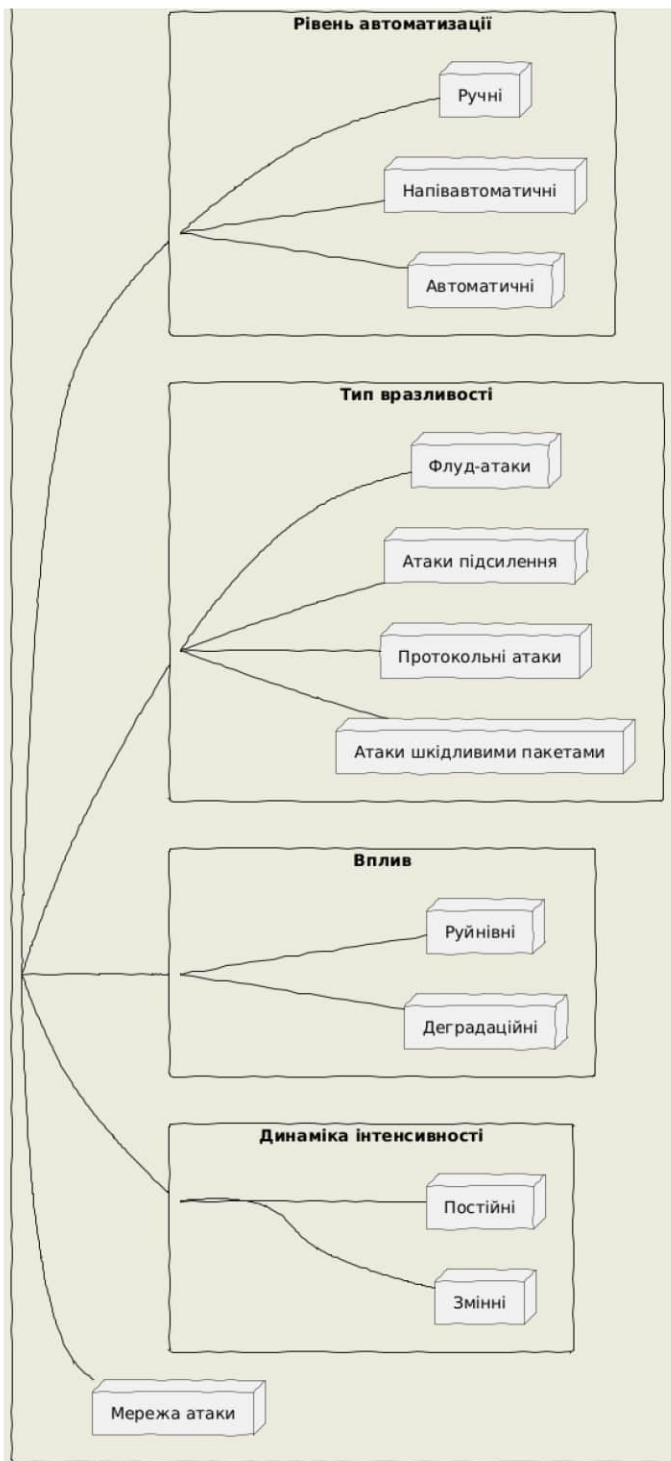 Рівень автоматизації
Ручні
Напівавтоматичні
Автоматичні
Тип вразливості
Флуд-атаки
Атаки підсилення
Протокольні атаки
Атаки шкідливими пакетами
Вплив
Руйнівні
Деградаційні
Динаміка інтенсивності
Постійні
Змінні
Мережа атаки